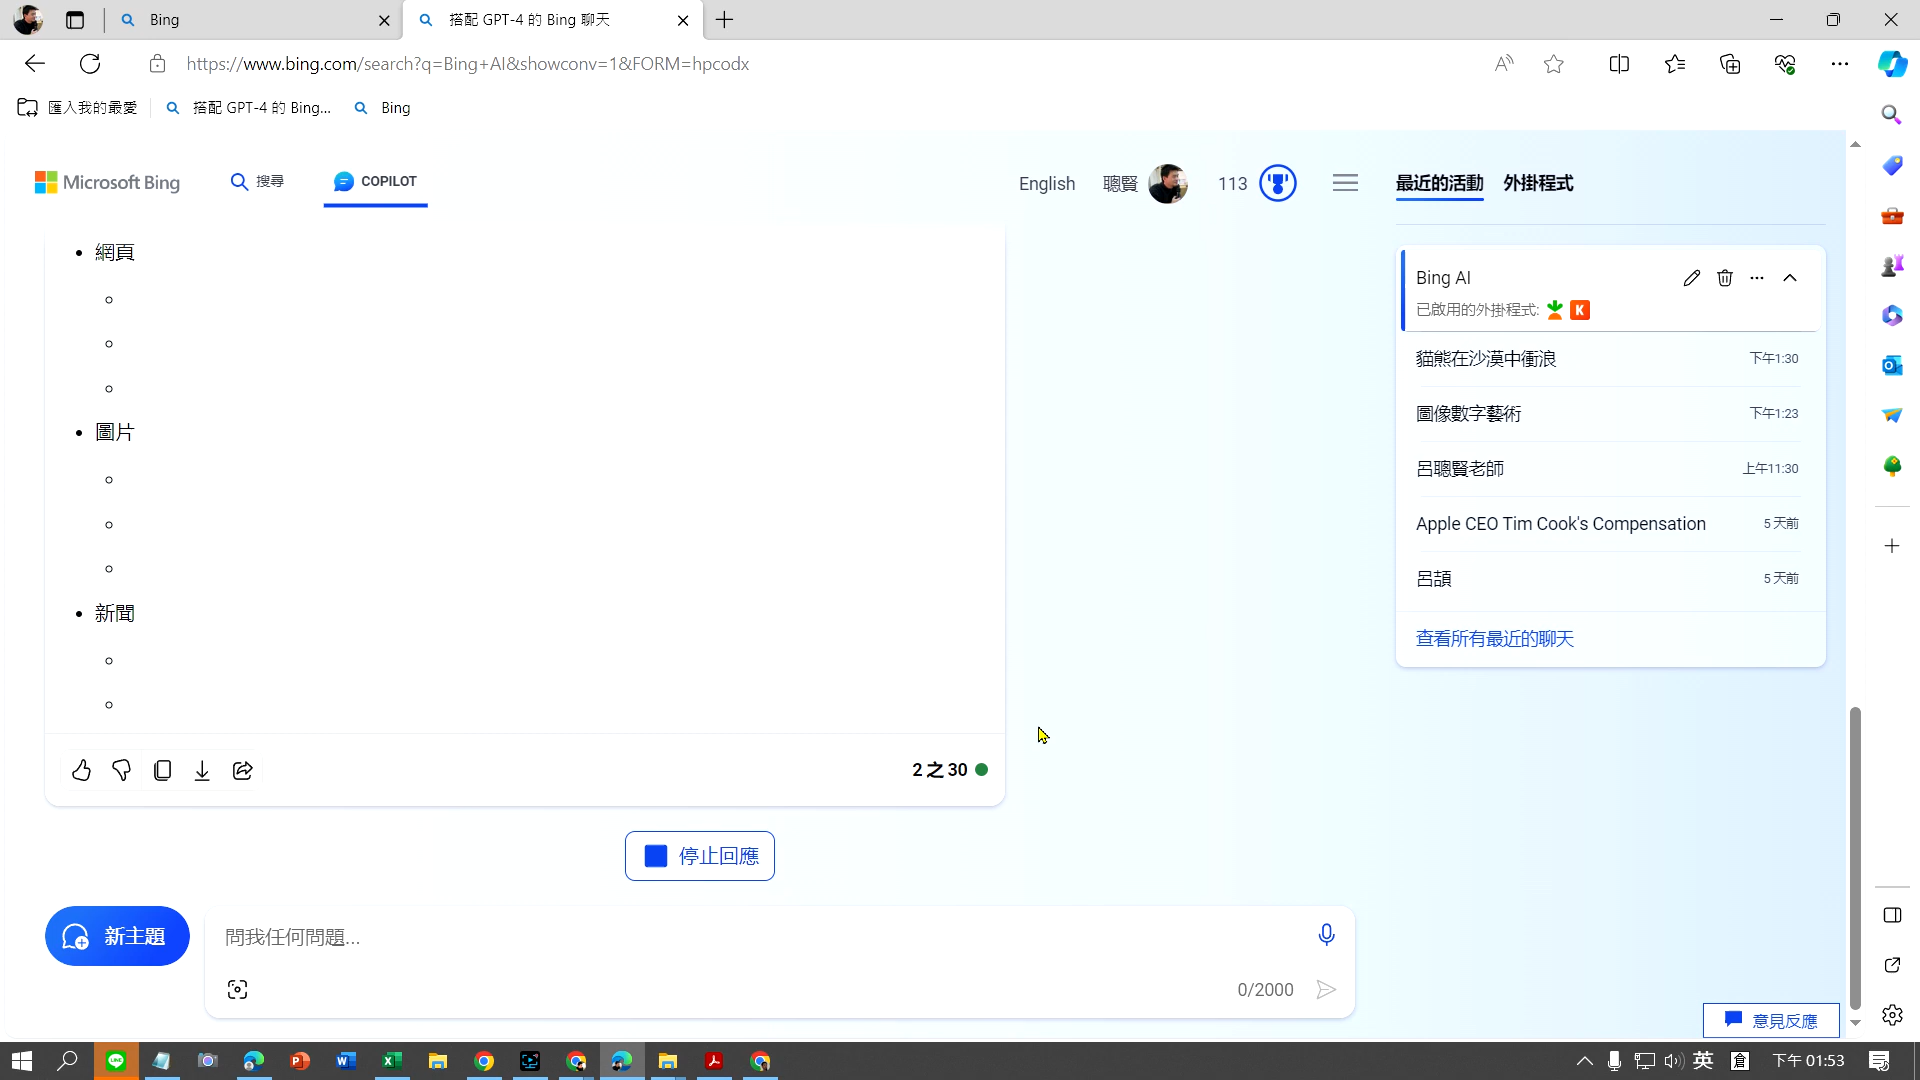 Bing
搭配 GPT-4 的 Bing 聊天
https://www.bing.com/search?q=Bing+AI&showconv=1&FORM=hpcodx
匯入我的最愛
搭配 GPT-4 的 Bing...
Bing
Microsoft Bing
搜尋
COPILOT
English
聰賢
113
最近的活動
外掛程式
網頁
圖片
新聞
2 之 30
停止回應
新主題
問我任何問題...
0/2000
Bing AI
已啟用的外掛程式:
K
貓熊在沙漠中衝浪
下午1:30
圖像數字藝術
下午1:23
呂聰賢老師
上午11:30
Apple CEO Tim Cook's Compensation
5 天前
呂頡
5 天前
查看所有最近的聊天
意見反應
英
倉
下午 01:53